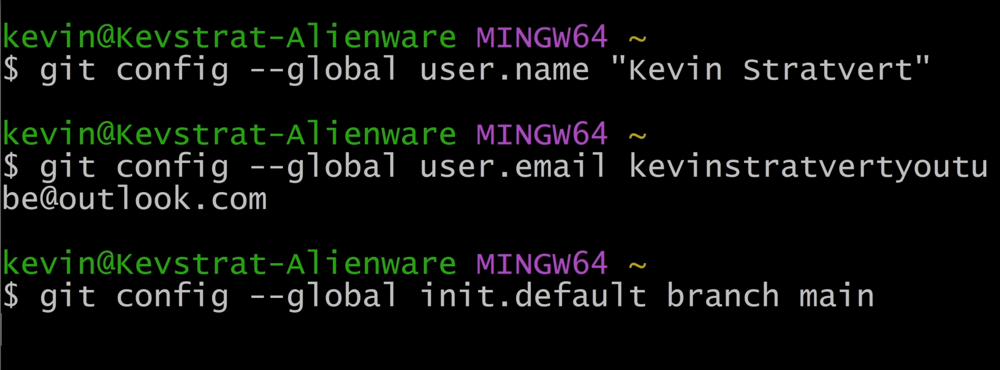 kevin@Kevstrat-Alienware MINGW64 ~
$ git config --global user.name "Kevin Stratvert"
kevin@Kevstrat-Alienware MINGW64 ~
$ git config --global user.email kevinstratvertyoutu
be@outlook.com
kevin@Kevstrat-Alienware MINGW64 ~
$ git config --global init.default branch main